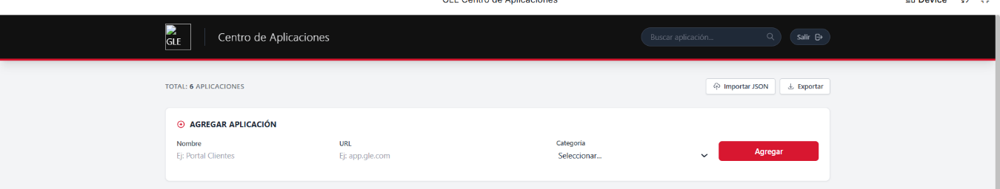 GLE Centro de Aplicaciones
Device
GLE
Centro de Aplicaciones
Buscar aplicación...
Salir
TOTAL: 6 APLICACIONES
Importar JSON
Exportar
AGREGAR APLICACIÓN
Nombre
URL
Categoría
Ej: Portal Clientes
Ej: app.gle.com
Seleccionar...
Agregar